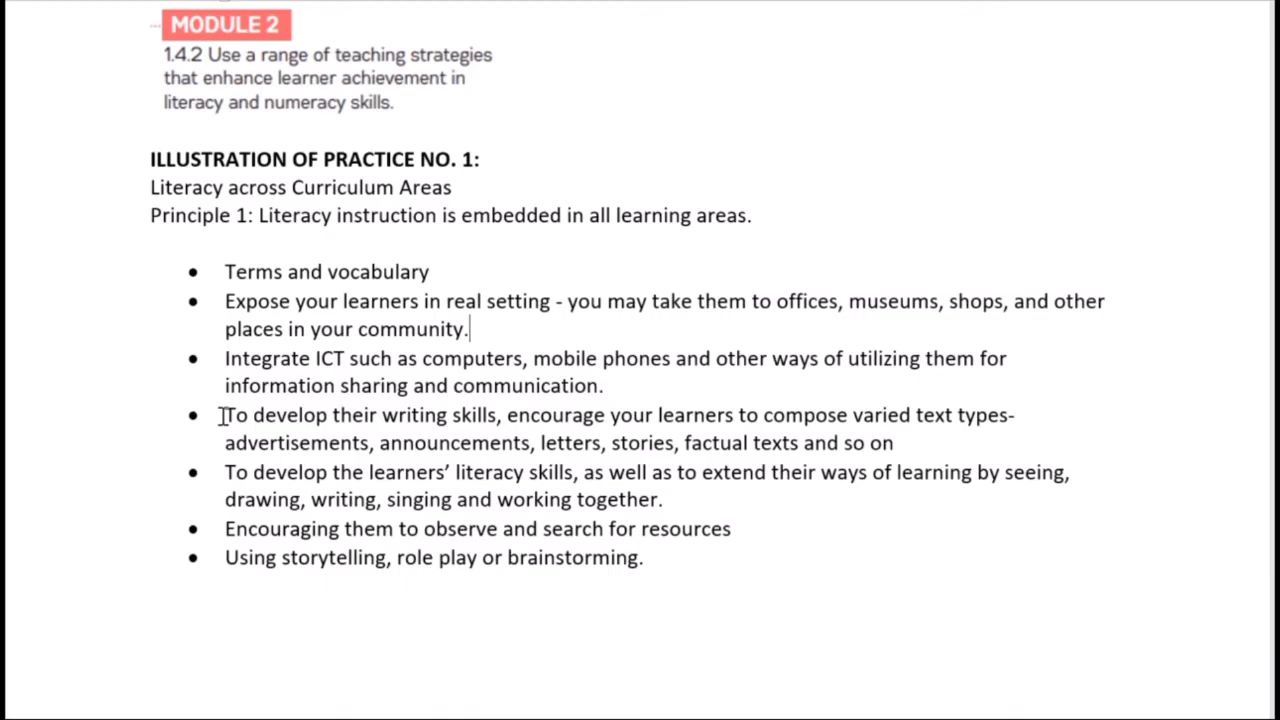 MODULE 2
1.4.2 Use a range of teaching strategies
that enhance learner achievement in
literacy and numeracy skills.
ILLUSTRATION OF PRACTICE NO. 1:
Literacy across Curriculum Areas
Principle 1: Literacy instruction is embedded in all learning areas.
• Terms and vocabulary
• Expose your learners in real setting - you may take them to offices, museums, shops, and other
places in your community.
• Integrate ICT such as computers, mobile phones and other ways of utilizing them for
information sharing and communication.
• To develop their writing skills, encourage your learners to compose varied text types-
advertisements, announcements, letters, stories, factual texts and so on
• To develop the learners’ literacy skills, as well as to extend their ways of learning by seeing,
drawing, writing, singing and working together.
• Encouraging them to observe and search for resources
• Using storytelling, role play or brainstorming.